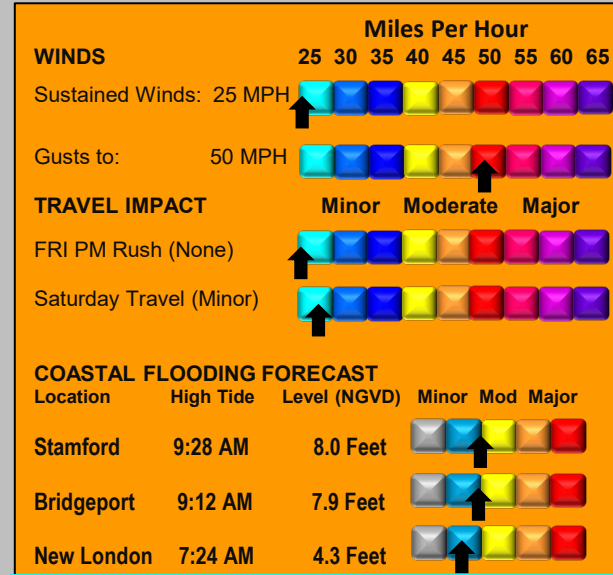 Miles Per Hour
WINDS 25 30 35 40 45 50 55 60 65
Sustained Winds: 25 MPH
Gusts to: 50 MPH
TRAVEL IMPACT Minor Moderate Major
FRI PM Rush (None)
Saturday Travel (Minor)
COASTAL FLOODING FORECAST
Location High Tide Level (NGVD) Minor Mod Major
Stamford 9:28 AM 8.0 Feet
Bridgeport 9:12 AM 7.9 Feet
New London 7:24 AM 4.3 Feet